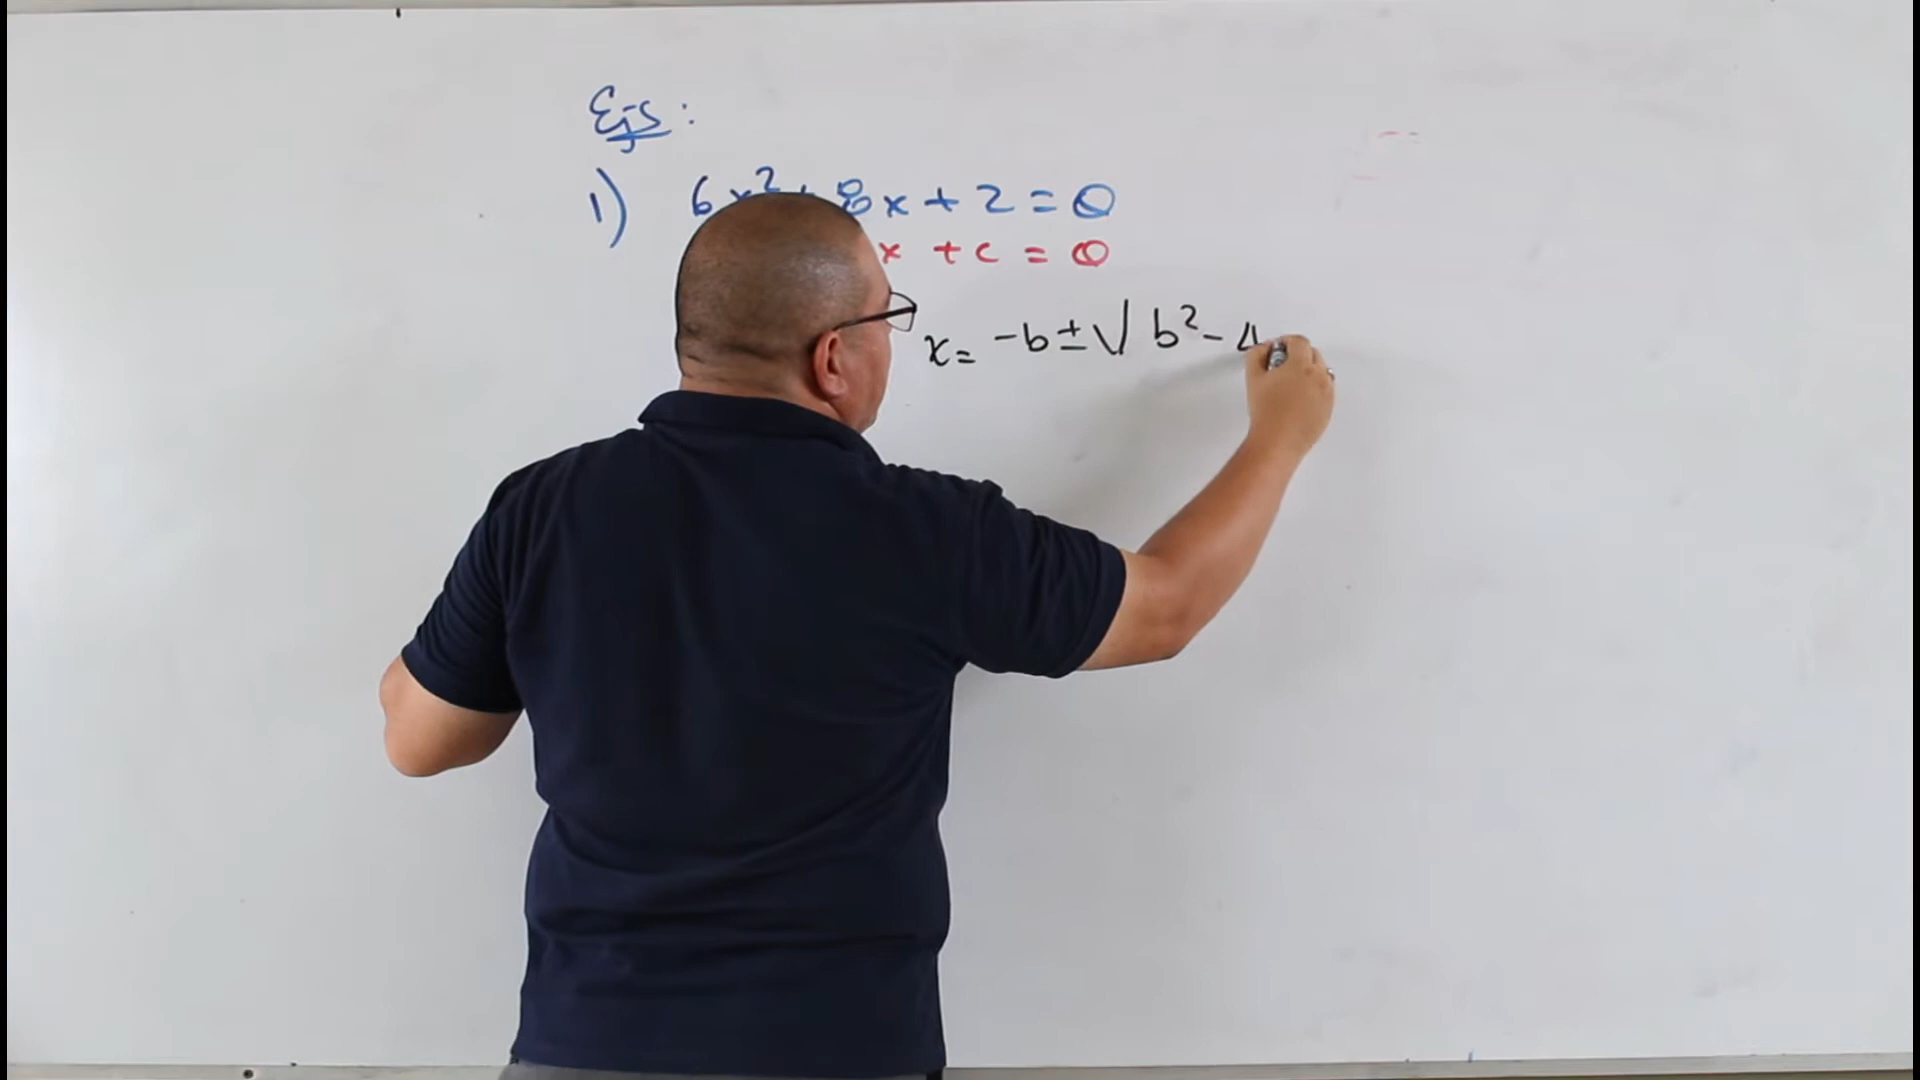 Ejs:
1) 6x² + 8x + 2 = 0
x + c = 0
x = -b ± √ b² - 4